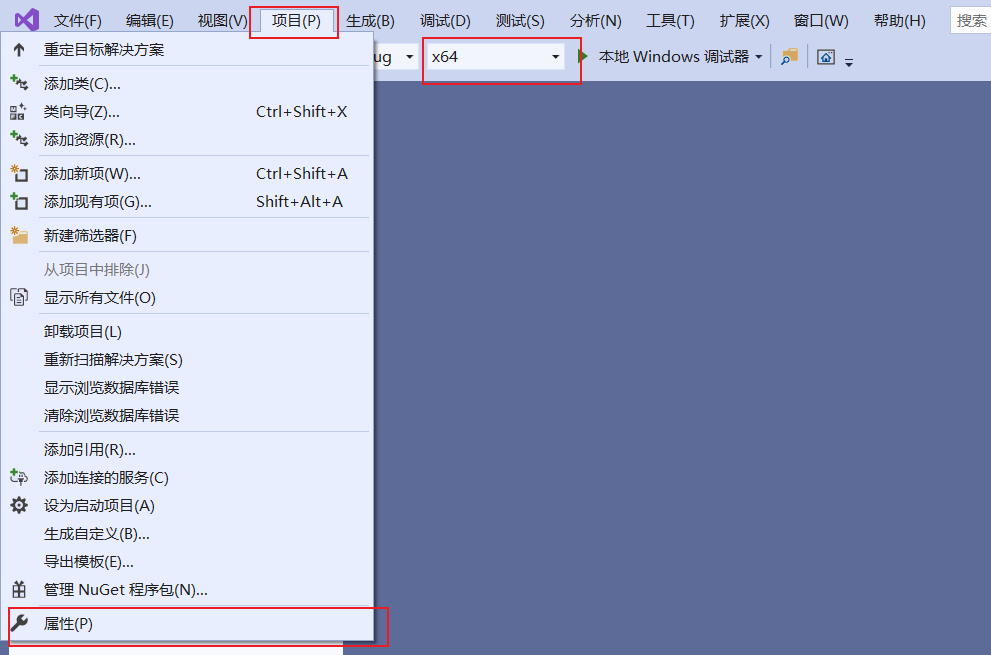 文件(F) 编辑(E) 视图(V) 项目(P) 生成(B) 调试(D) 测试(S) 分析(N) 工具(T) 扩展(X) 窗口(W) 帮助(H) 搜索
ug x64 本地 Windows 调试器
重定目标解决方案
添加类(C)...
类向导(Z)... Ctrl+Shift+X
添加资源(R)...
添加新项(W)... Ctrl+Shift+A
添加现有项(G)... Shift+Alt+A
新建筛选器(F)
从项目中排除(J)
显示所有文件(O)
卸载项目(L)
重新扫描解决方案(S)
显示浏览数据库错误
清除浏览数据库错误
添加引用(R)...
添加连接的服务(C)
设为启动项目(A)
生成自定义(B)...
导出模板(E)...
管理 NuGet 程序包(N)...
属性(P)